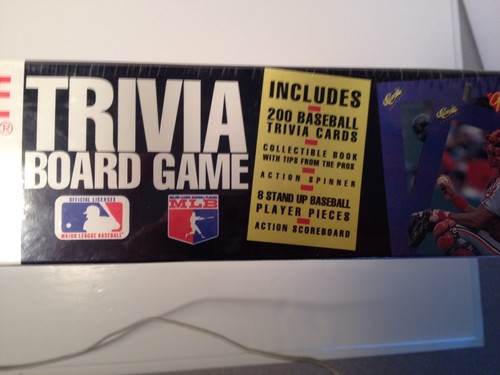 E
®
TRIVIA
BOARD GAME
OFFICIAL LICENSEE
MAJOR LEAGUE BASEBALL
MLB
INCLUDES
200 BASEBALL
TRIVIA CARDS
COLLECTIBLE BOOK
WITH TIPS FROM THE PROS
ACTION SPINNER
8 STAND UP BASEBALL
PLAYER PIECES
ACTION SCOREBOARD